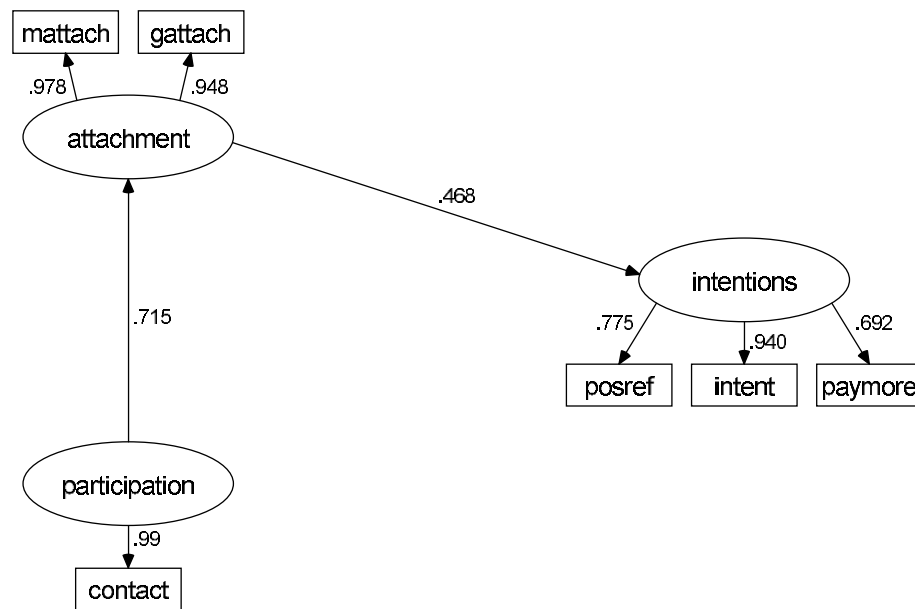 mattach gattach
.978 .948
attachment
.468
intentions
.715
.775 .940 .692
posref intent paymore
participation
.99
contact